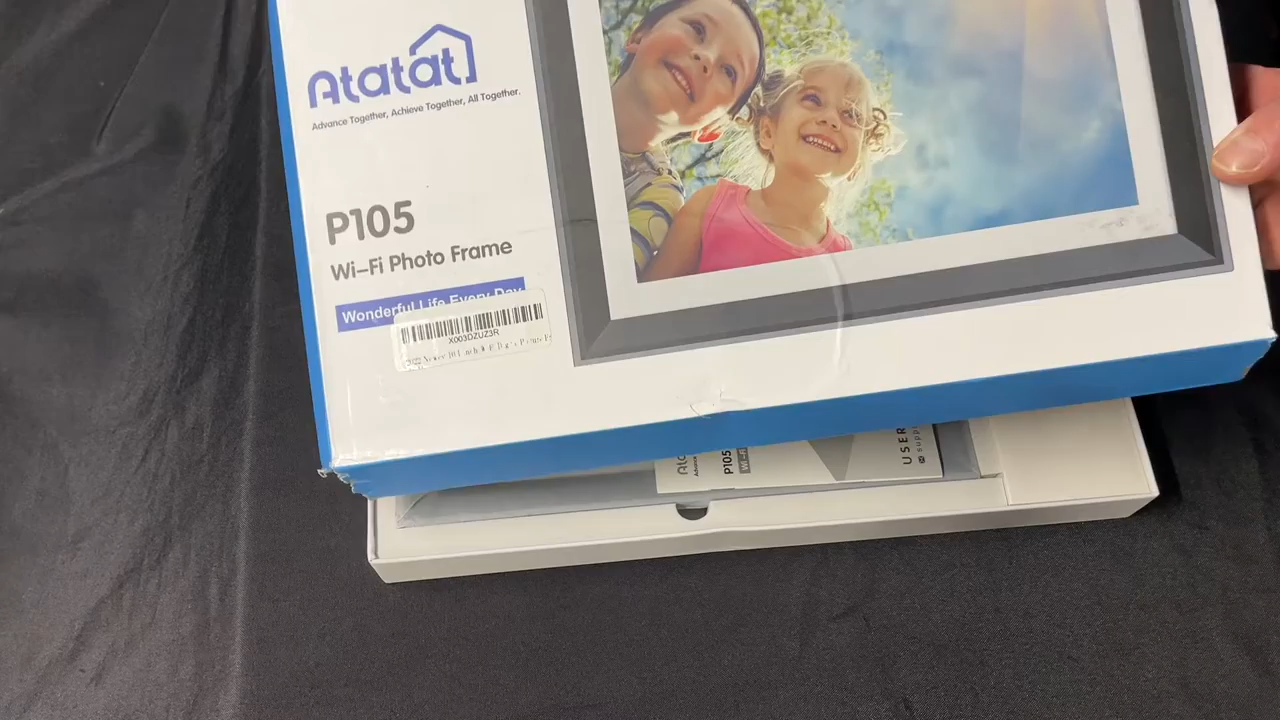 Atatat
Advance Together, Achieve Together, All Together.
P105
Wi-Fi Photo Frame
Wonderful Life Every Day
X003DZUZ3R
P105
USER